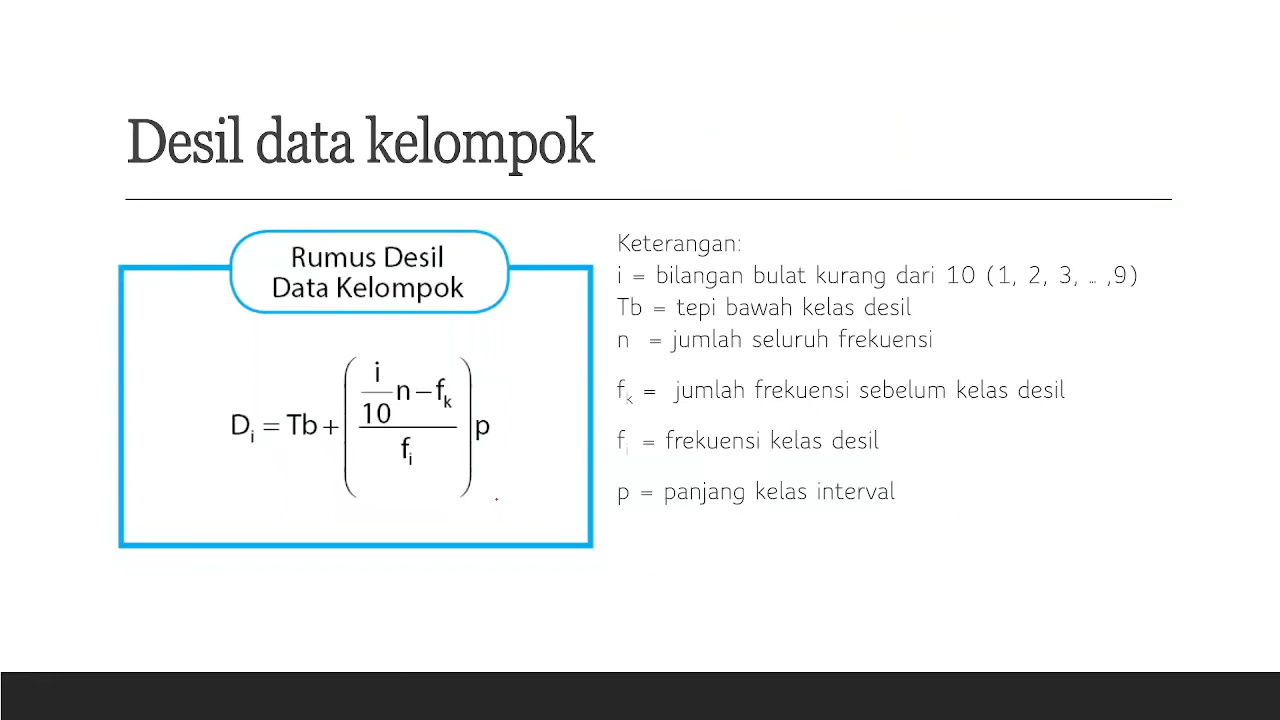 Desil data kelompok
Rumus Desil
Data Kelompok
D_i = Tb + ( (i/10 n − f_k) / f_i ) p
Keterangan:
i = bilangan bulat kurang dari 10 (1, 2, 3, … ,9)
Tb = tepi bawah kelas desil
n = jumlah seluruh frekuensi
f_k = jumlah frekuensi sebelum kelas desil
f_i = frekuensi kelas desil
p = panjang kelas interval